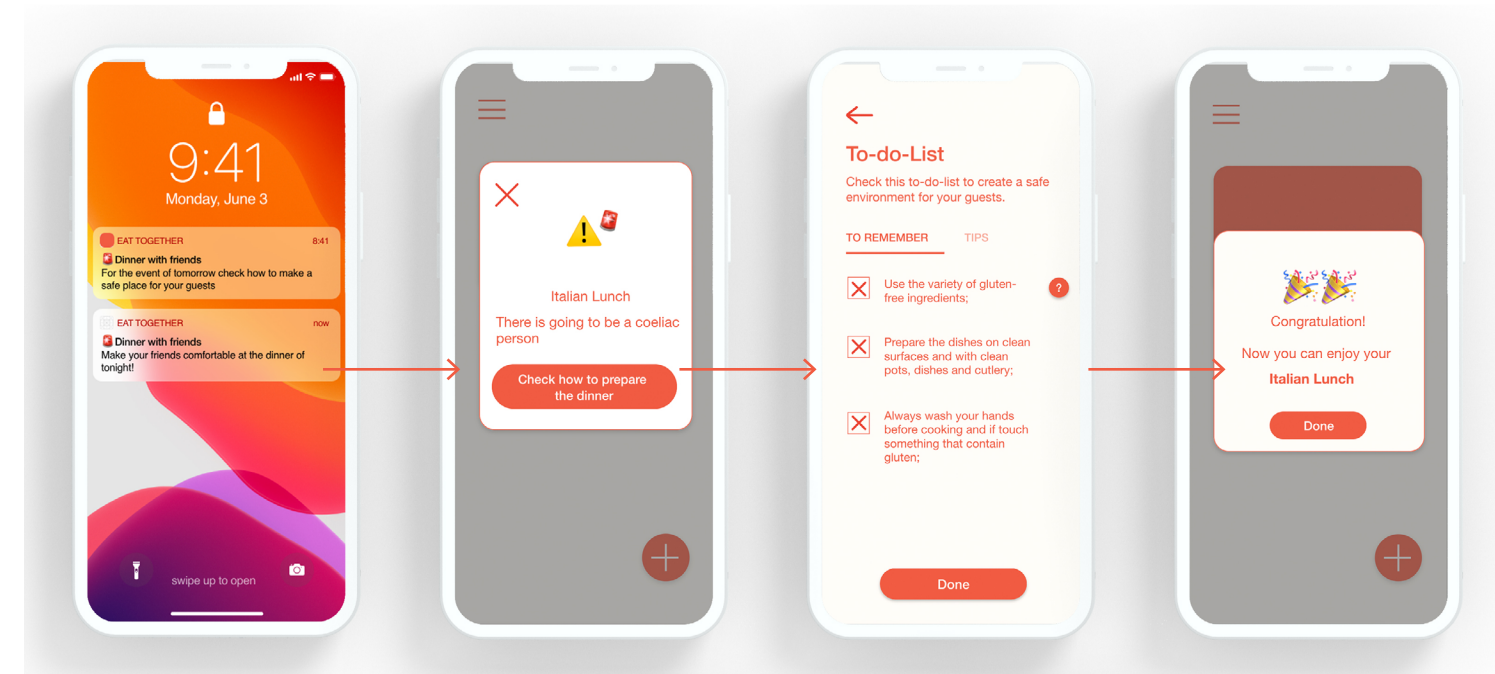 9:41
Monday, June 3
EAT TOGETHER 8:41
Dinner with friends
For the event of tomorrow check how to make a
safe place for your guests
EAT TOGETHER now
Dinner with friends
Make your friends comfortable at the dinner of
tonight!
swipe up to open
Italian Lunch
There is going to be a coeliac
person
Check how to prepare
the dinner
To-do-List
Check this to-do-list to create a safe
environment for your guests.
TO REMEMBER TIPS
Use the variety of gluten-
free ingredients;
?
Prepare the dishes on clean
surfaces and with clean
pots, dishes and cutlery;
Always wash your hands
before cooking and if touch
something that contain
gluten;
Done
Congratulation!
Now you can enjoy your
Italian Lunch
Done